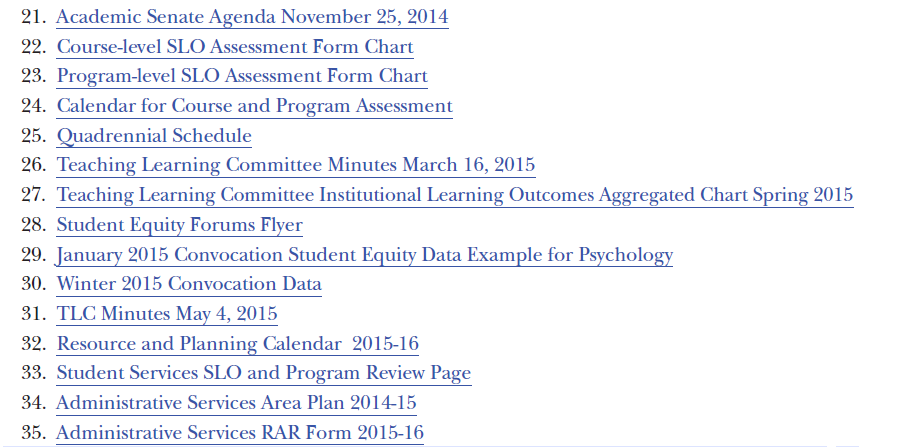 21. Academic Senate Agenda November 25, 2014
22. Course-level SLO Assessment Form Chart
23. Program-level SLO Assessment Form Chart
24. Calendar for Course and Program Assessment
25. Quadrennial Schedule
26. Teaching Learning Committee Minutes March 16, 2015
27. Teaching Learning Committee Institutional Learning Outcomes Aggregated Chart Spring 2015
28. Student Equity Forums Flyer
29. January 2015 Convocation Student Equity Data Example for Psychology
30. Winter 2015 Convocation Data
31. TLC Minutes May 4, 2015
32. Resource and Planning Calendar 2015-16
33. Student Services SLO and Program Review Page
34. Administrative Services Area Plan 2014-15
35. Administrative Services RAR Form 2015-16